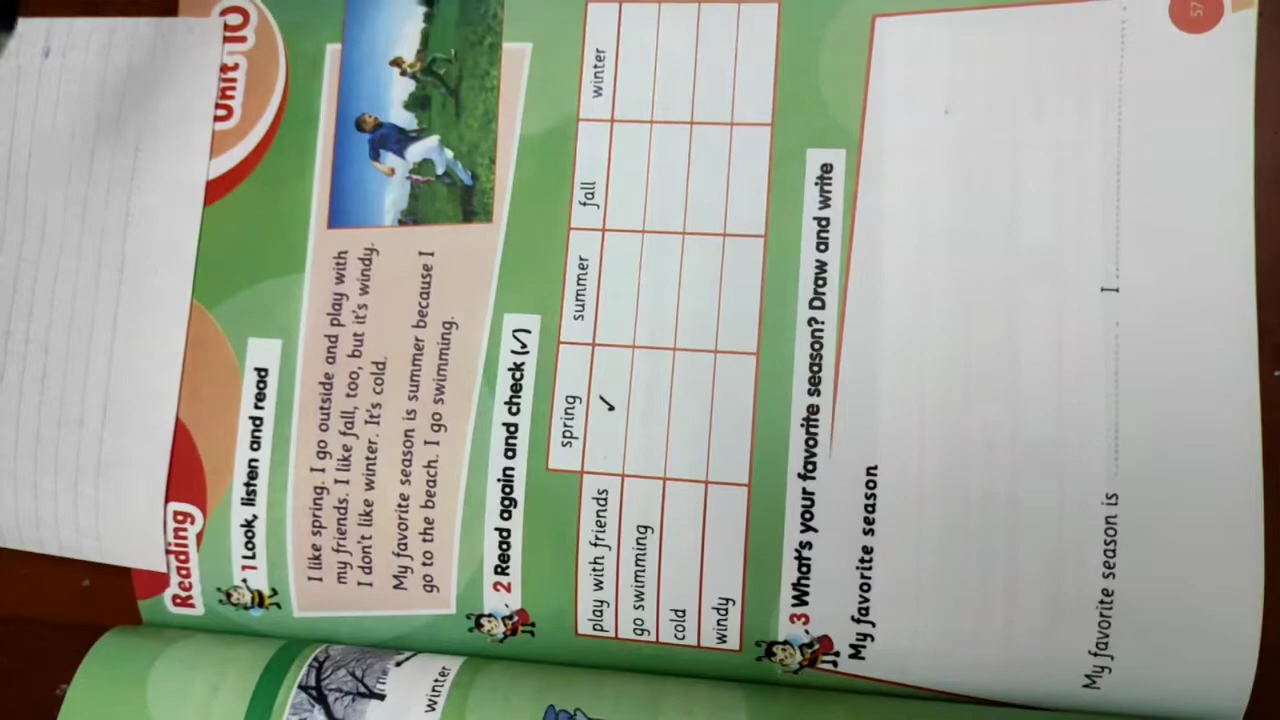 Unit 10
Reading
1 Look, listen and read
I like spring. I go outside and play with
my friends. I like fall, too, but it's windy.
I don't like winter. It's cold.
My favorite season is summer because I
go to the beach. I go swimming.
2 Read again and check (✓)
spring summer fall winter
play with friends ✓
go swimming
cold
windy
3 What's your favorite season? Draw and write
My favorite season
My favorite season is .................... . I .................... .
57
winter